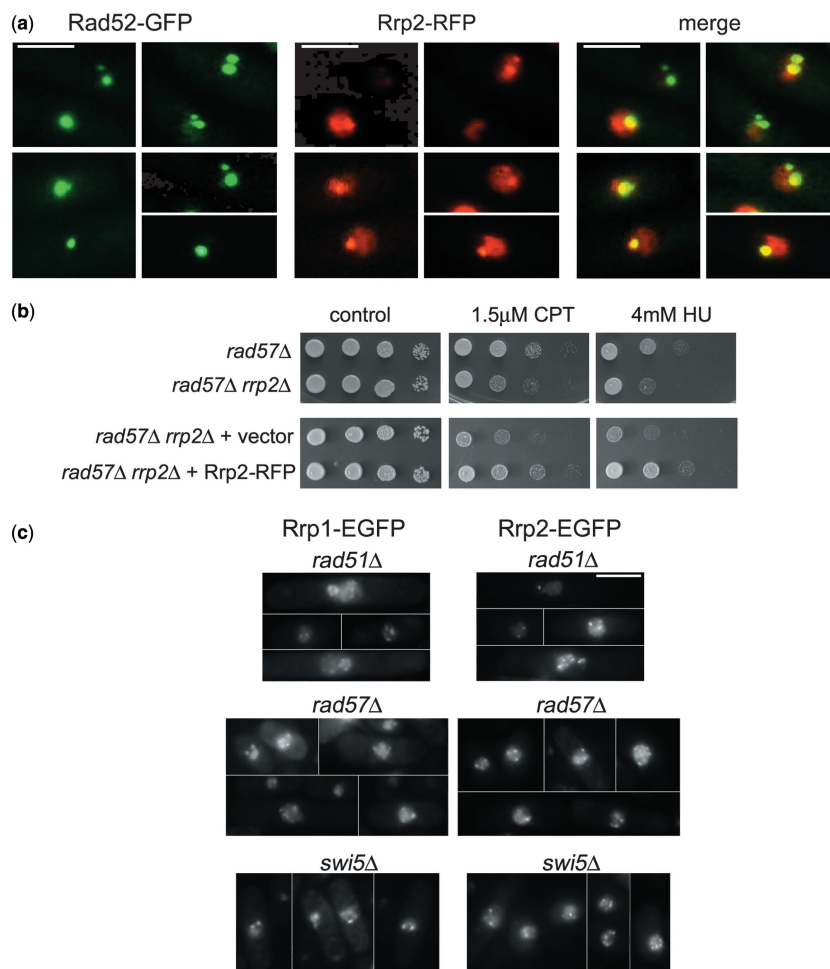 (a) Rad52-GFP Rrp2-RFP merge
(b) control 1.5μM CPT 4mM HU
rad57Δ
rad57Δ rrp2Δ
rad57Δ rrp2Δ + vector
rad57Δ rrp2Δ + Rrp2-RFP
(c) Rrp1-EGFP Rrp2-EGFP
rad51Δ rad51Δ
rad57Δ rad57Δ
swi5Δ swi5Δ